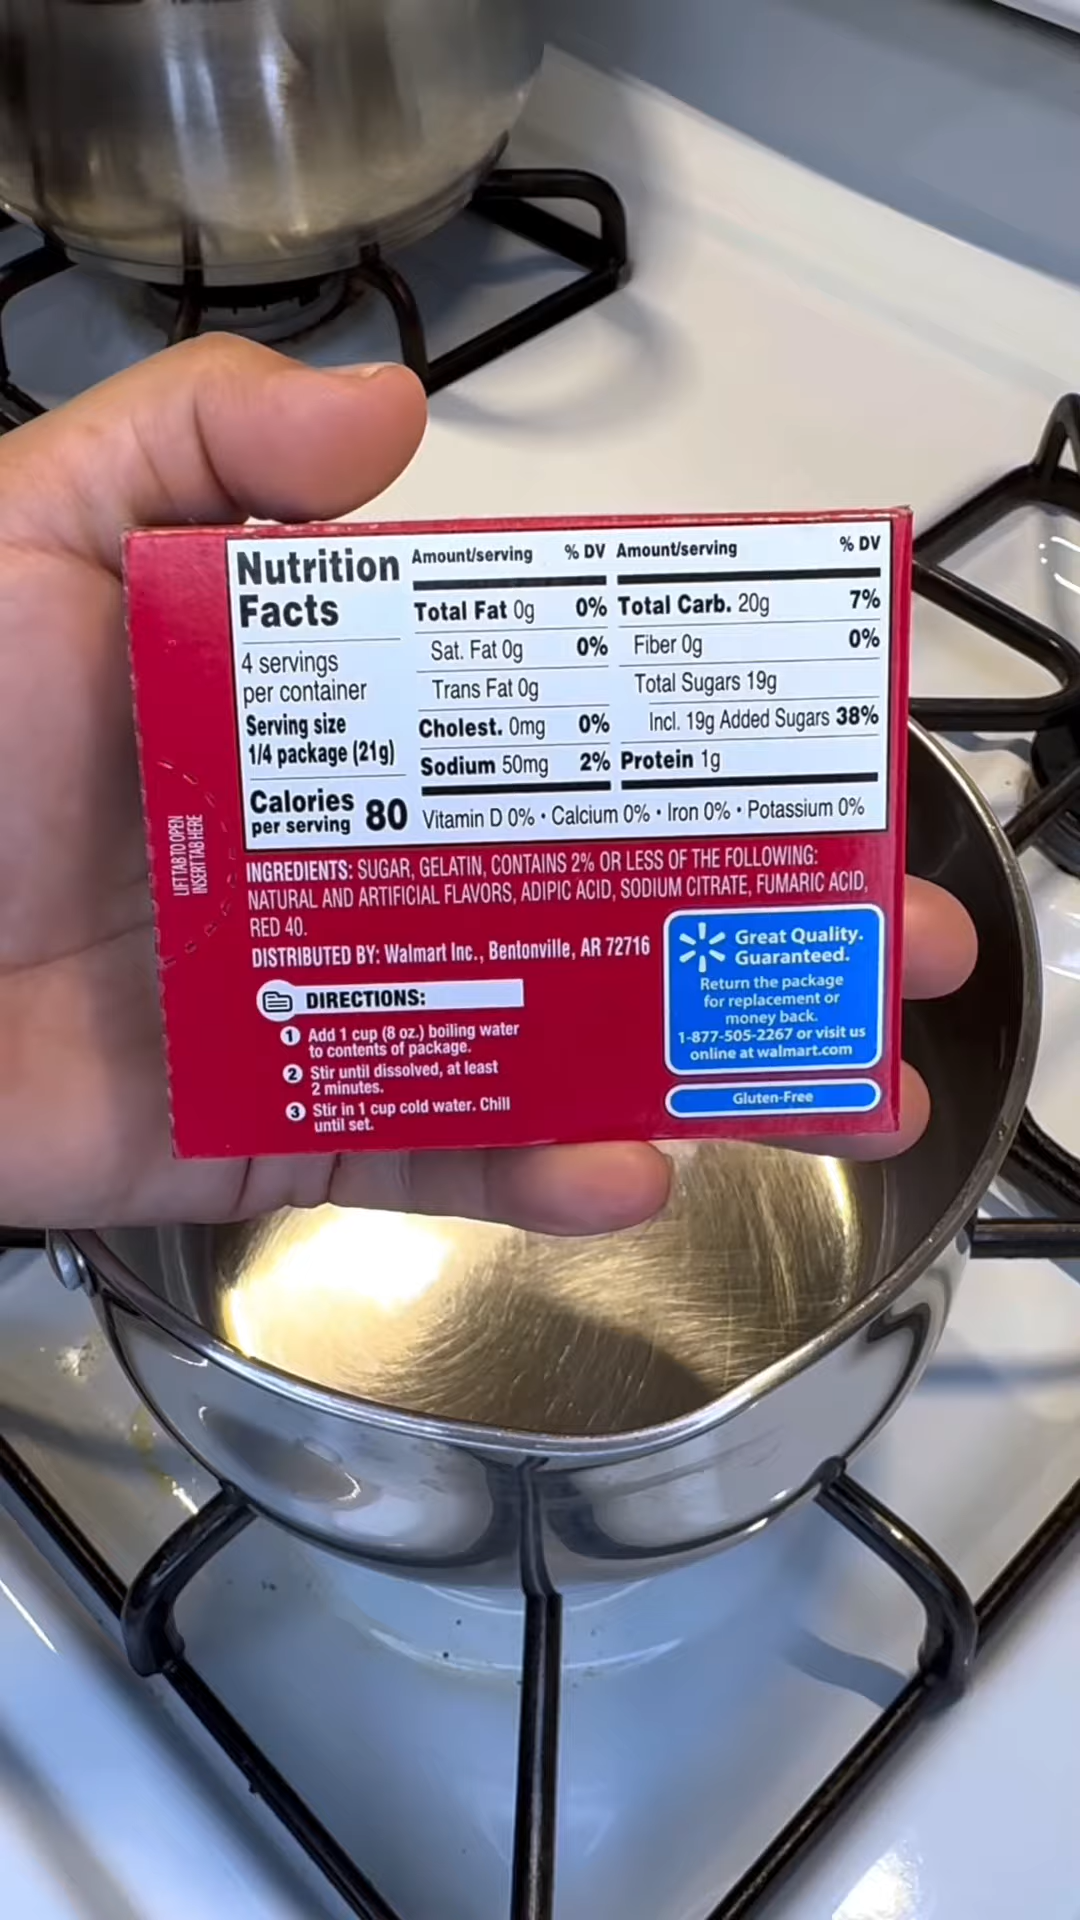 LIFT TAB TO OPEN
INSERT TAB HERE
Nutrition
Facts
4 servings
per container
Serving size
1/4 package (21g)
Calories
per serving 80
Amount/serving % DV
Total Fat 0g 0%
Sat. Fat 0g 0%
Trans Fat 0g
Cholest. 0mg 0%
Sodium 50mg 2%
Amount/serving % DV
Total Carb. 20g 7%
Fiber 0g 0%
Total Sugars 19g
Incl. 19g Added Sugars 38%
Protein 1g
Vitamin D 0% • Calcium 0% • Iron 0% • Potassium 0%
INGREDIENTS: SUGAR, GELATIN, CONTAINS 2% OR LESS OF THE FOLLOWING:
NATURAL AND ARTIFICIAL FLAVORS, ADIPIC ACID, SODIUM CITRATE, FUMARIC ACID,
RED 40.
DISTRIBUTED BY: Walmart Inc., Bentonville, AR 72716
DIRECTIONS:
1 Add 1 cup (8 oz.) boiling water
to contents of package.
2 Stir until dissolved, at least
2 minutes.
3 Stir in 1 cup cold water. Chill
until set.
Great Quality.
Guaranteed.
Return the package
for replacement or
money back.
1-877-505-2267 or visit us
online at walmart.com
Gluten-Free